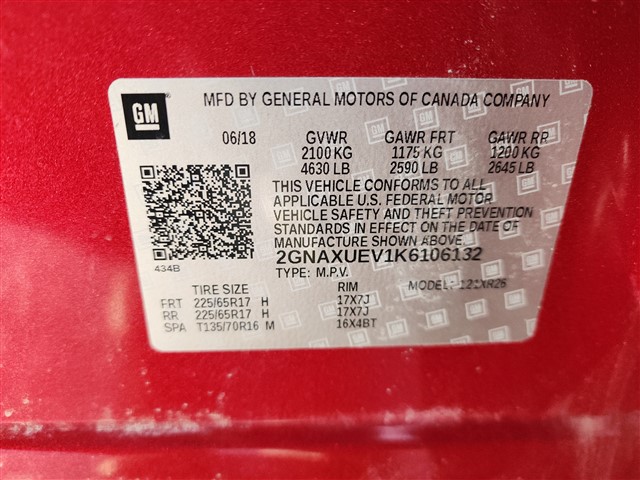 GM
MFD BY GENERAL MOTORS OF CANADA COMPANY
06/18 GVWR GAWR FRT GAWR RR
2100 KG 1175 KG 1200 KG
4630 LB 2590 LB 2645 LB
THIS VEHICLE CONFORMS TO ALL
APPLICABLE U.S. FEDERAL MOTOR
VEHICLE SAFETY AND THEFT PREVENTION
STANDARDS IN EFFECT ON THE DATE
OF MANUFACTURE SHOWN ABOVE.
2GNAXUEV1K6106132
434B
TYPE: M.P.V.
MODEL: 1XR26
TIRE SIZE RIM
FRT 225/65R17 H 17X7J
RR 225/65R17 H 17X7J
SPA T135/70R16 M 16X4BT